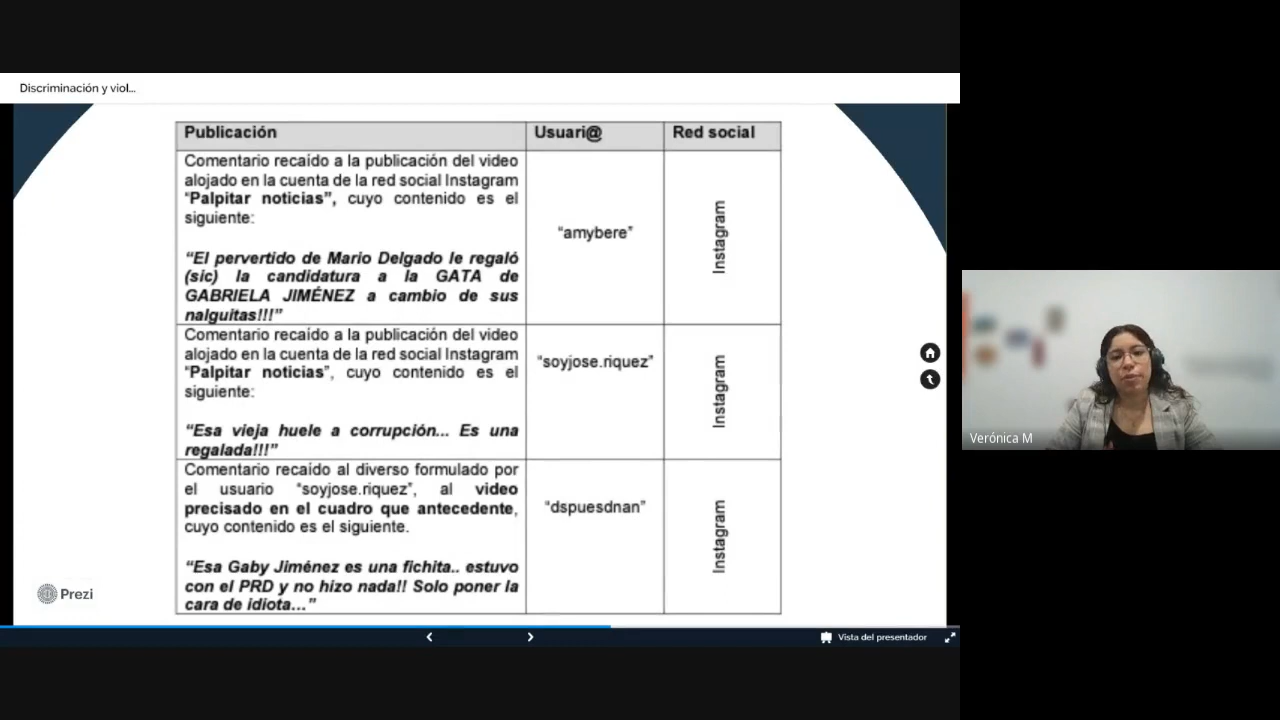 Discriminación y viol...
Publicación
Usuari@
Red social
Comentario recaído a la publicación del video
alojado en la cuenta de la red social Instagram
“Palpitar noticias”, cuyo contenido es el
siguiente:
“El pervertido de Mario Delgado le regaló
(sic) la candidatura a la GATA de
GABRIELA JIMÉNEZ a cambio de sus
nalguitas!!!”
“amybere”
Instagram
Comentario recaído a la publicación del video
alojado en la cuenta de la red social Instagram
“Palpitar noticias”, cuyo contenido es el
siguiente:
“Esa vieja huele a corrupción... Es una
regalada!!!”
“soyjose.riquez”
Instagram
Comentario recaído al diverso formulado por
el usuario “soyjose.riquez”, al video
precisado en el cuadro que antecedente,
cuyo contenido es el siguiente.
“Esa Gaby Jiménez es una fichita.. estuvo
con el PRD y no hizo nada!! Solo poner la
cara de idiota...”
“dspuesdnan”
Instagram
Prezi
Vista del presentador
Verónica M